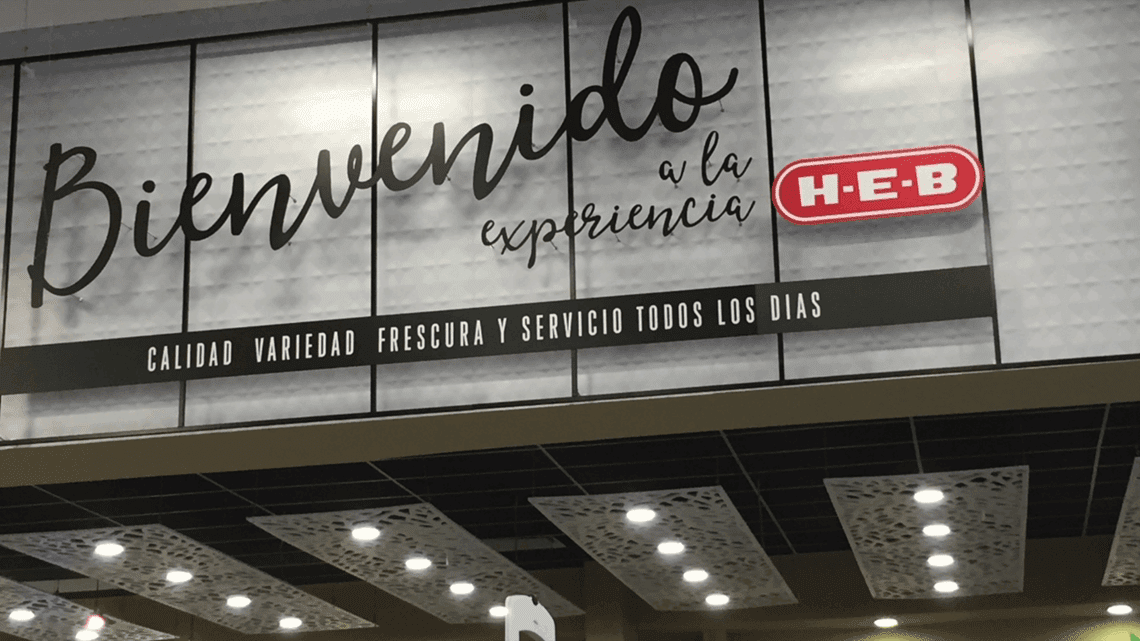 Bienvenido
a la
experiencia
H-E-B
CALIDAD VARIEDAD FRESCURA Y SERVICIO TODOS LOS DIAS